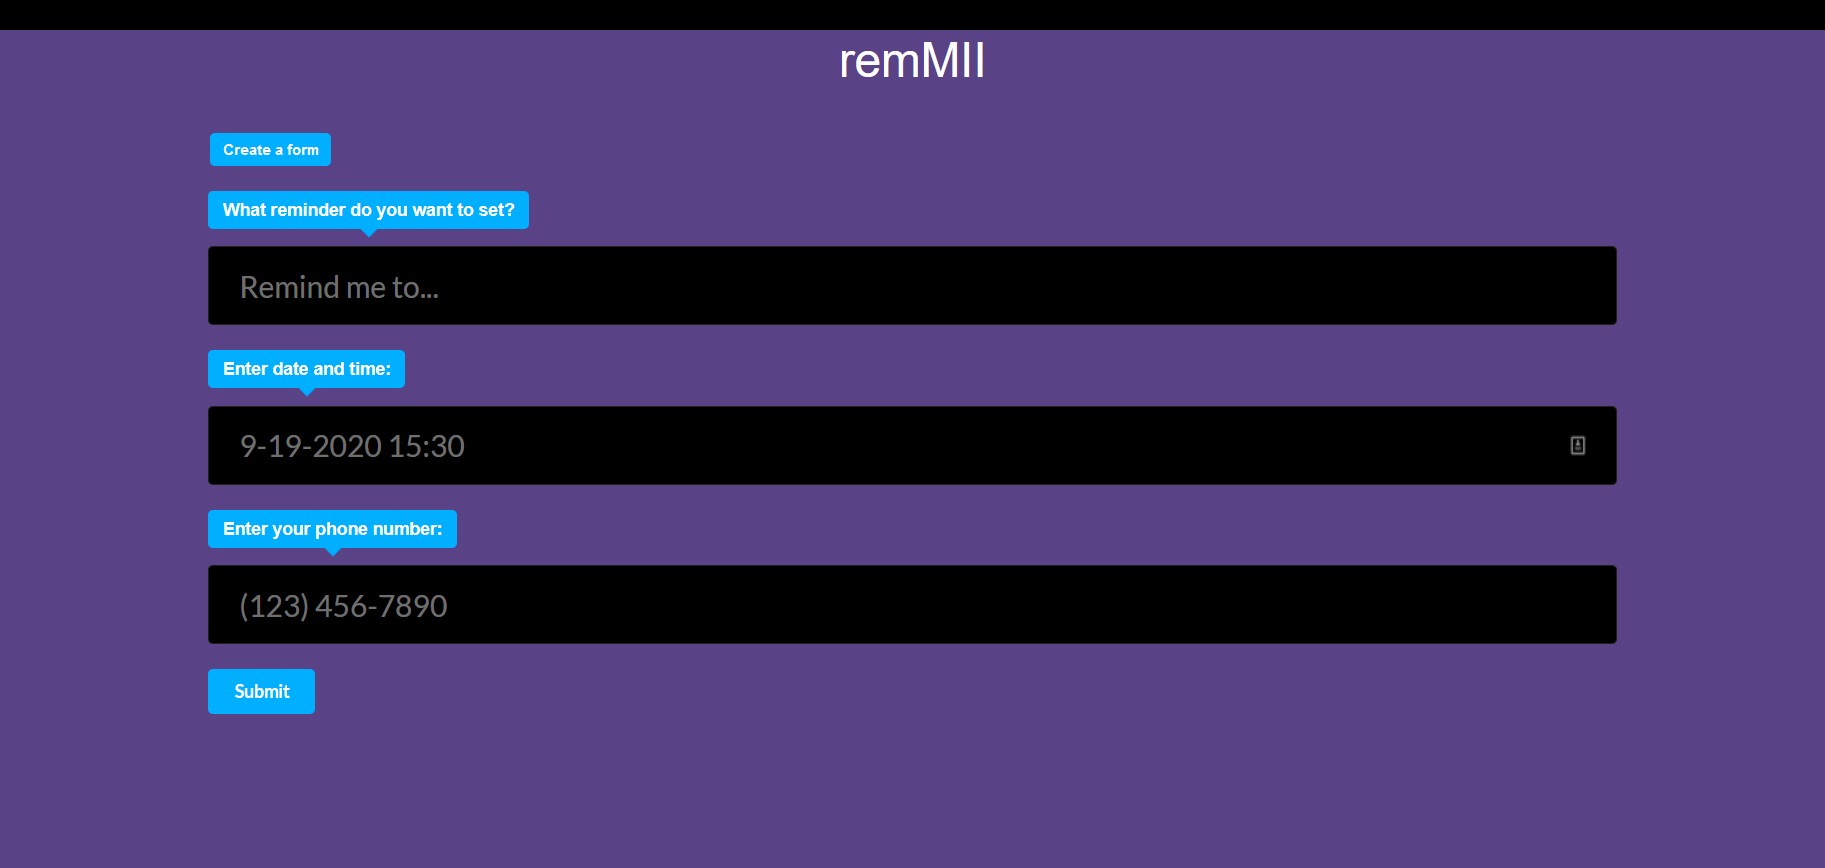 remMII
Create a form
What reminder do you want to set?
Remind me to...
Enter date and time:
9-19-2020 15:30
Enter your phone number:
(123) 456-7890
Submit